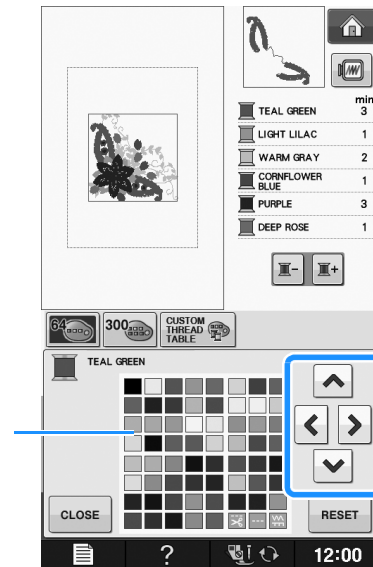 min
TEAL GREEN 3
LIGHT LILAC 1
WARM GRAY 2
CORNFLOWER
BLUE 1
PURPLE 3
DEEP ROSE 1
- +
64 300 CUSTOM
THREAD
TABLE
TEAL GREEN
CLOSE RESET
? 12:00